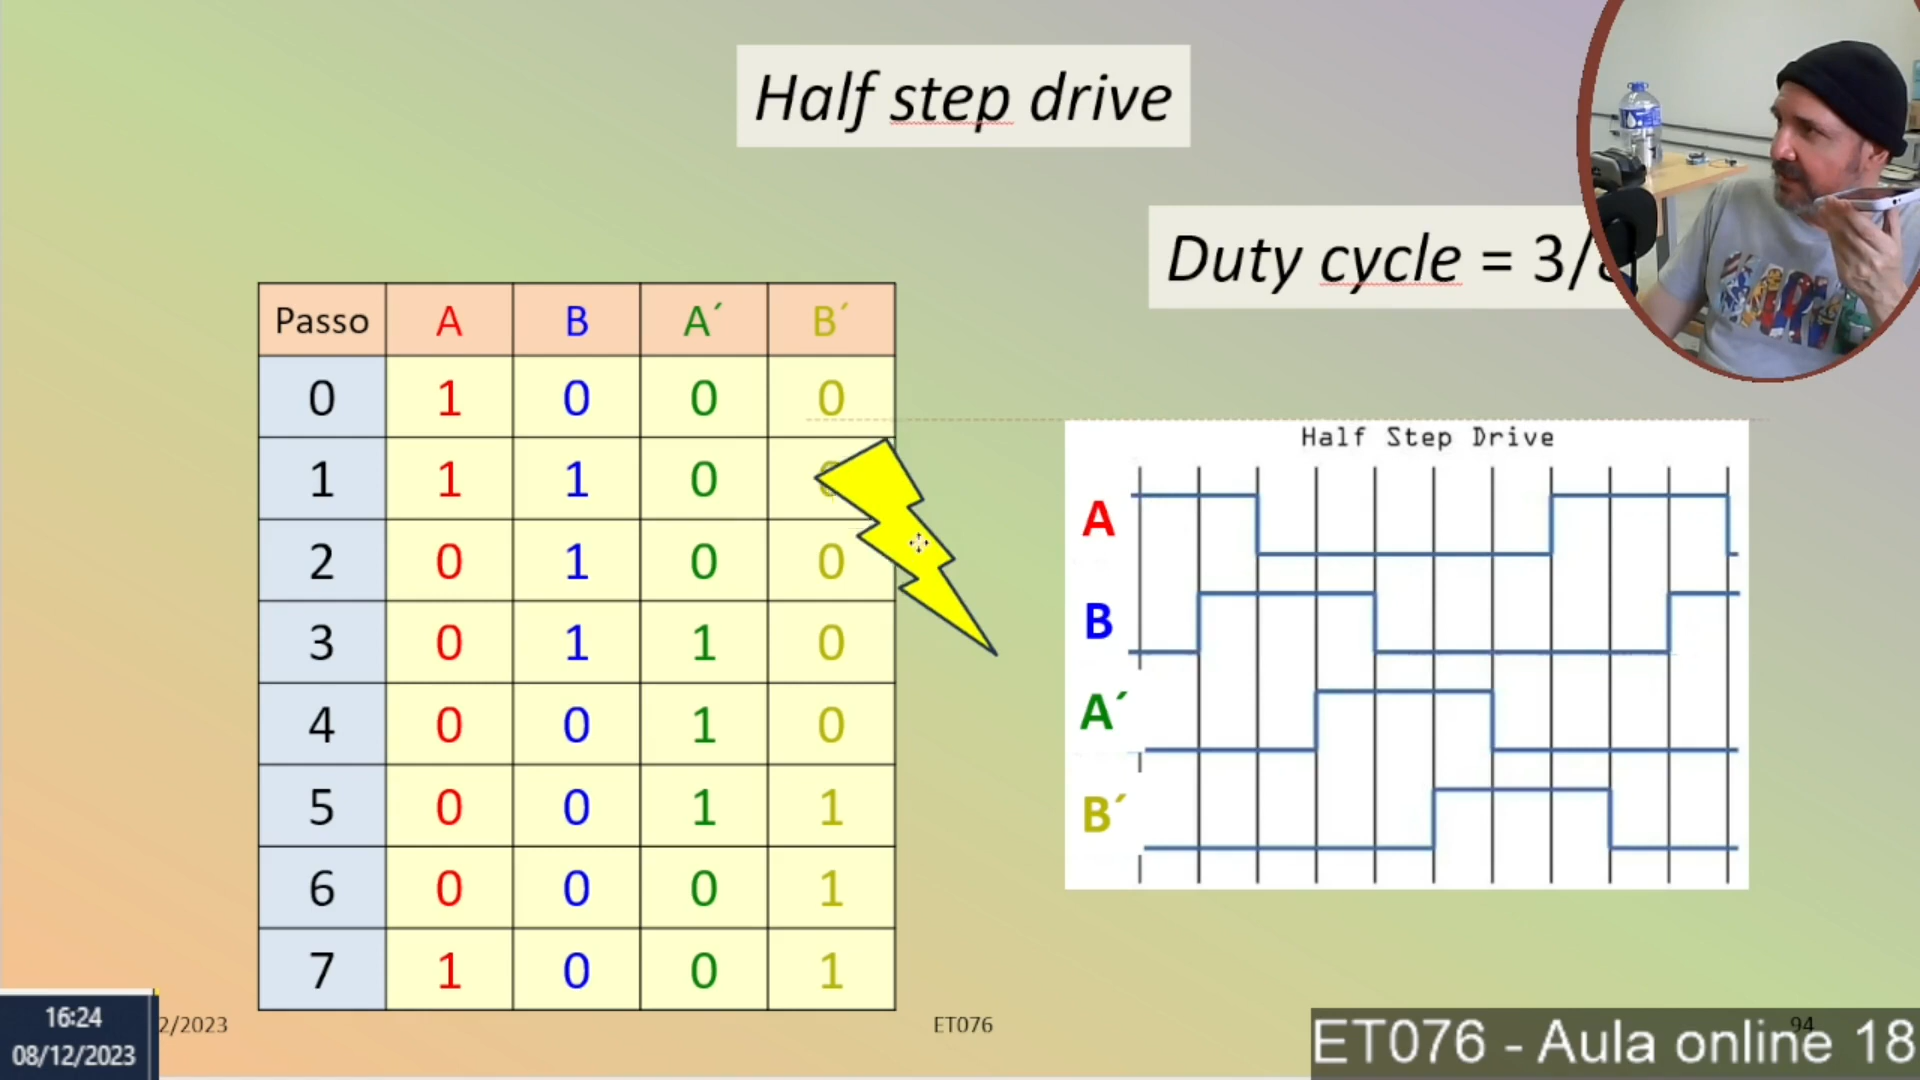 Half step drive
Duty cycle = 3/
Passo A B A´ B´
0 1 0 0 0
1 1 1 0
2 0 1 0 0
3 0 1 1 0
4 0 0 1 0
5 0 0 1 1
6 0 0 0 1
7 1 0 0 1
Half Step Drive
A
B
A´
B´
16:24
08/12/2023
2/2023
ET076
94
ET076 - Aula online 18